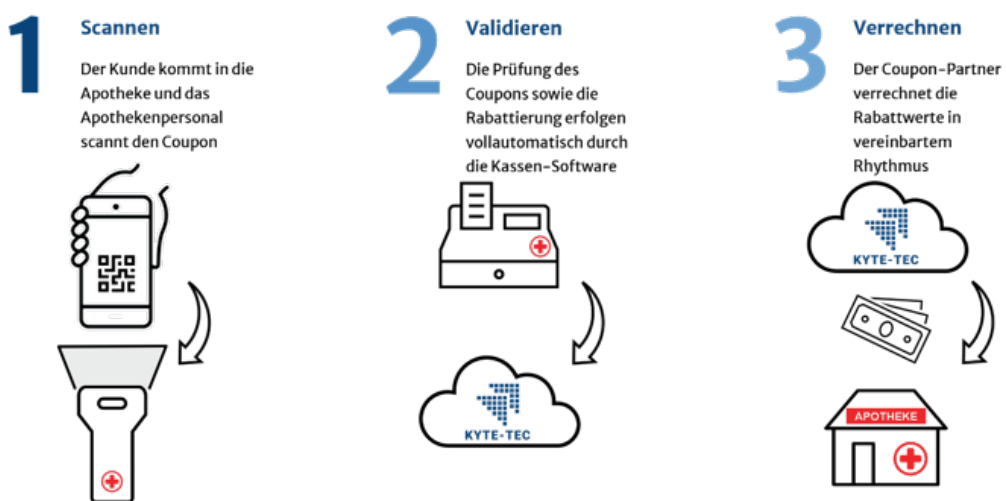 1
Scannen
Der Kunde kommt in die
Apotheke und das
Apothekenpersonal
scannt den Coupon
2
Validieren
Die Prüfung des
Coupons sowie die
Rabattierung erfolgen
vollautomatisch durch
die Kassen-Software
KYTE-TEC
3
Verrechnen
Der Coupon-Partner
verrechnet die
Rabattwerte in
vereinbartem
Rhythmus
KYTE-TEC
APOTHEKE